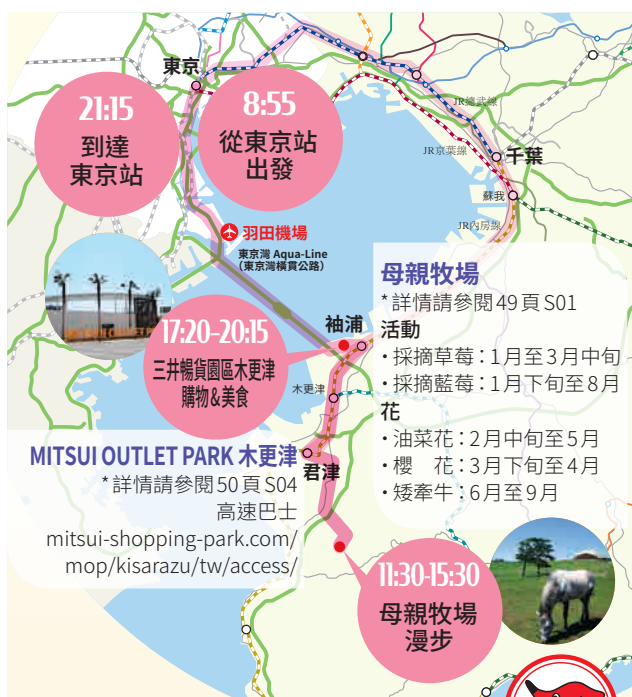 東京
21:15
到達
東京站
8:55
從東京站
出發
JR總武線
JR京葉線
千葉
蘇我
JR內房線
羽田機場
東京灣 Aqua-Line
（東京灣橫貫公路）
母親牧場
*詳情請參閱49頁S01
活動
・採摘草莓：1月至3月中旬
・採摘藍莓：1月下旬至8月
花
・油菜花：2月中旬至5月
・櫻　花：3月下旬至4月
・矮牽牛：6月至9月
17:20-20:15
三井暢貨園區木更津
購物&美食
袖浦
木更津
君津
MITSUI OUTLET PARK 木更津
*詳情請參閱50頁S04
高速巴士
mitsui-shopping-park.com/
mop/kisarazu/tw/access/
11:30-15:30
母親牧場
漫步